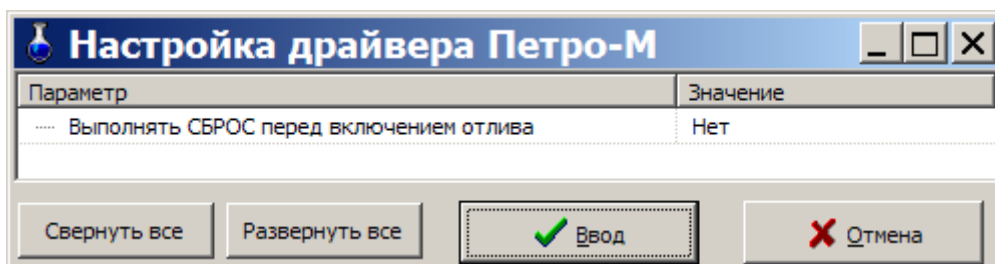 Настройка драйвера Петро-М
Параметр Значение
Выполнять СБРОС перед включением отлива Нет
Свернуть все Развернуть все Ввод Отмена